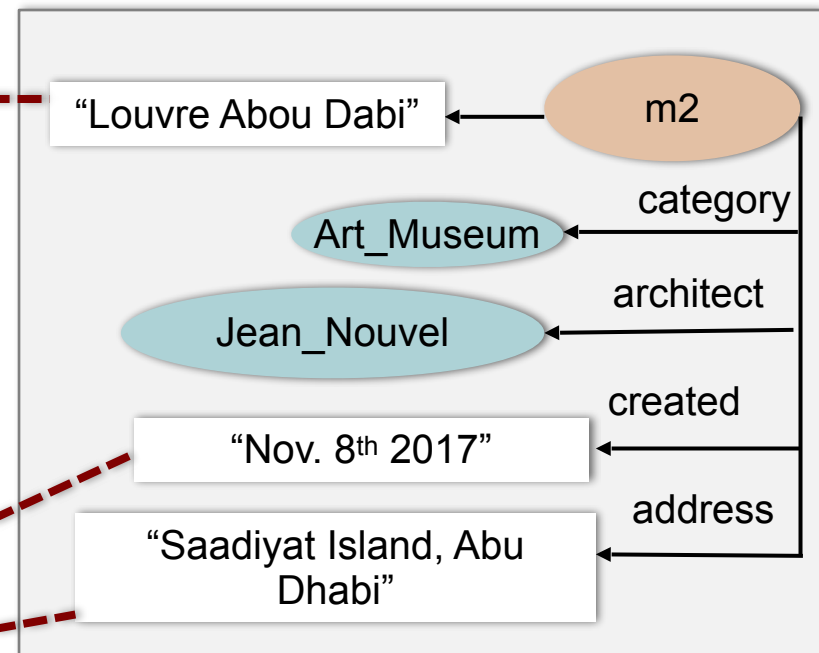 “Louvre Abou Dabi”
m2
category
Art_Museum
architect
Jean_Nouvel
created
“Nov. 8th 2017”
address
“Saadiyat Island, Abu
Dhabi”